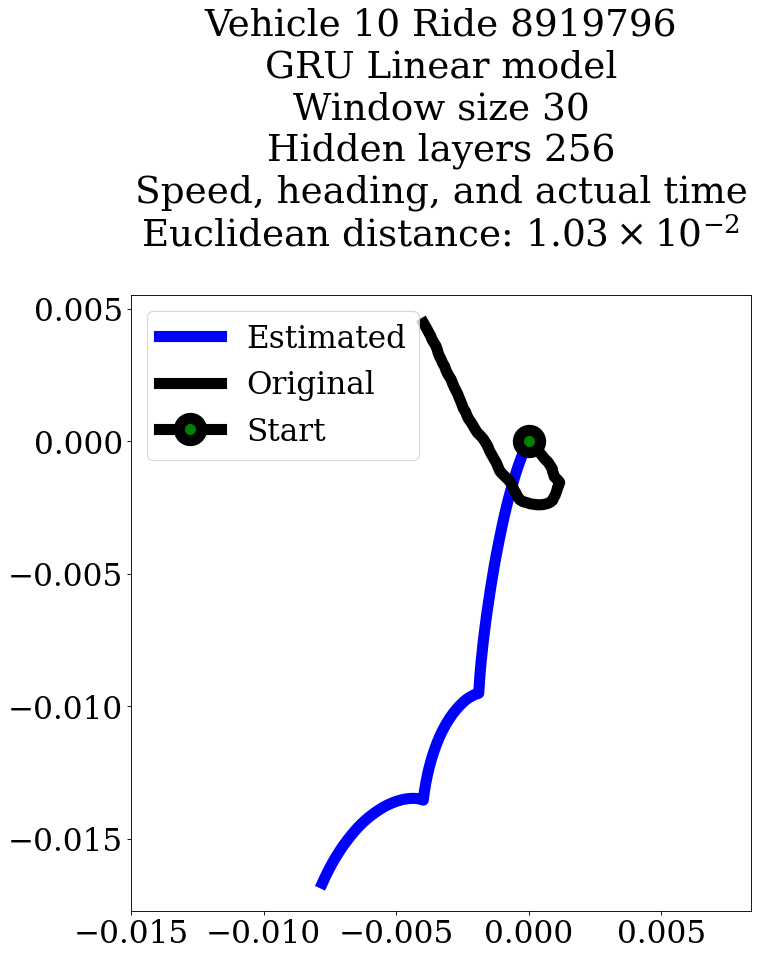 Vehicle 10 Ride 8919796
GRU Linear model
Window size 30
Hidden layers 256
Speed, heading, and actual time
Euclidean distance: 1.03 × 10⁻²
0.005
0.000
−0.005
−0.010
−0.015
Estimated
Original
Start
−0.015 −0.010 −0.005 0.000 0.005